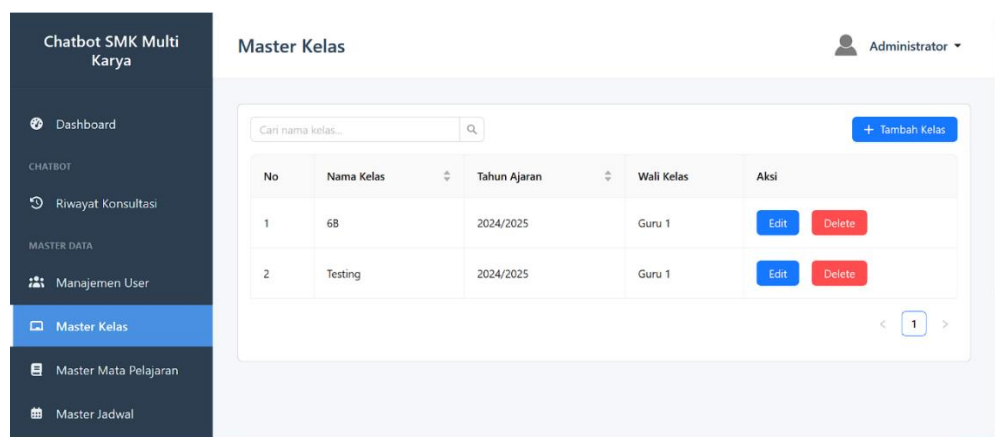 Chatbot SMK Multi
Karya
Dashboard
CHATBOT
Riwayat Konsultasi
MASTER DATA
Manajemen User
Master Kelas
Master Mata Pelajaran
Master Jadwal
Master Kelas
Administrator
Cari nama kelas...
+ Tambah Kelas
No Nama Kelas Tahun Ajaran Wali Kelas Aksi
1 6B 2024/2025 Guru 1 Edit Delete
2 Testing 2024/2025 Guru 1 Edit Delete
< 1 >